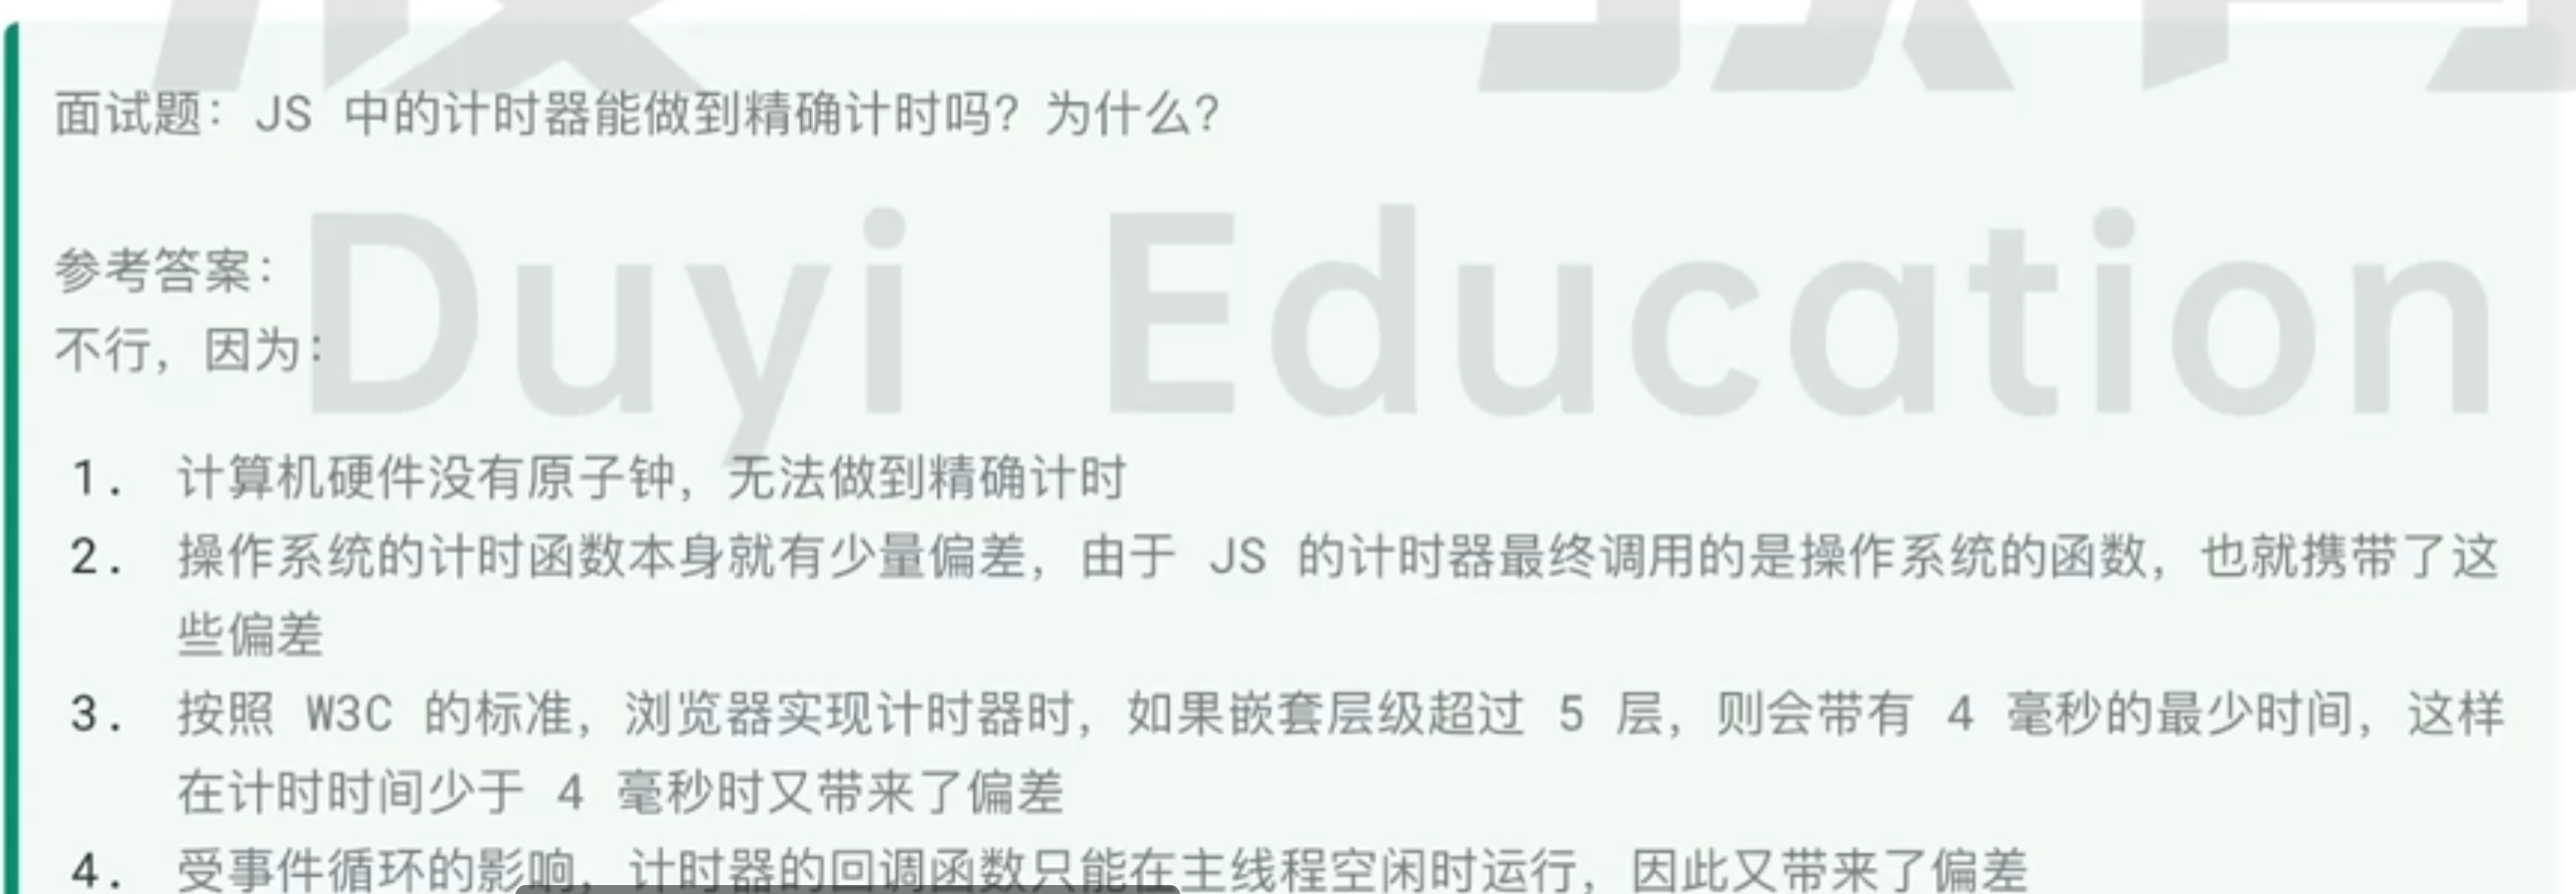 面试题：JS 中的计时器能做到精确计时吗？为什么？
Duyi Education
参考答案：
不行，因为：
1. 计算机硬件没有原子钟，无法做到精确计时
2. 操作系统的计时函数本身就有少量偏差，由于 JS 的计时器最终调用的是操作系统的函数，也就携带了这
些偏差
3. 按照 W3C 的标准，浏览器实现计时器时，如果嵌套层级超过 5 层，则会带有 4 毫秒的最少时间，这样
在计时时间少于 4 毫秒时又带来了偏差
4. 受事件循环的影响，计时器的回调函数只能在主线程空闲时运行，因此又带来了偏差